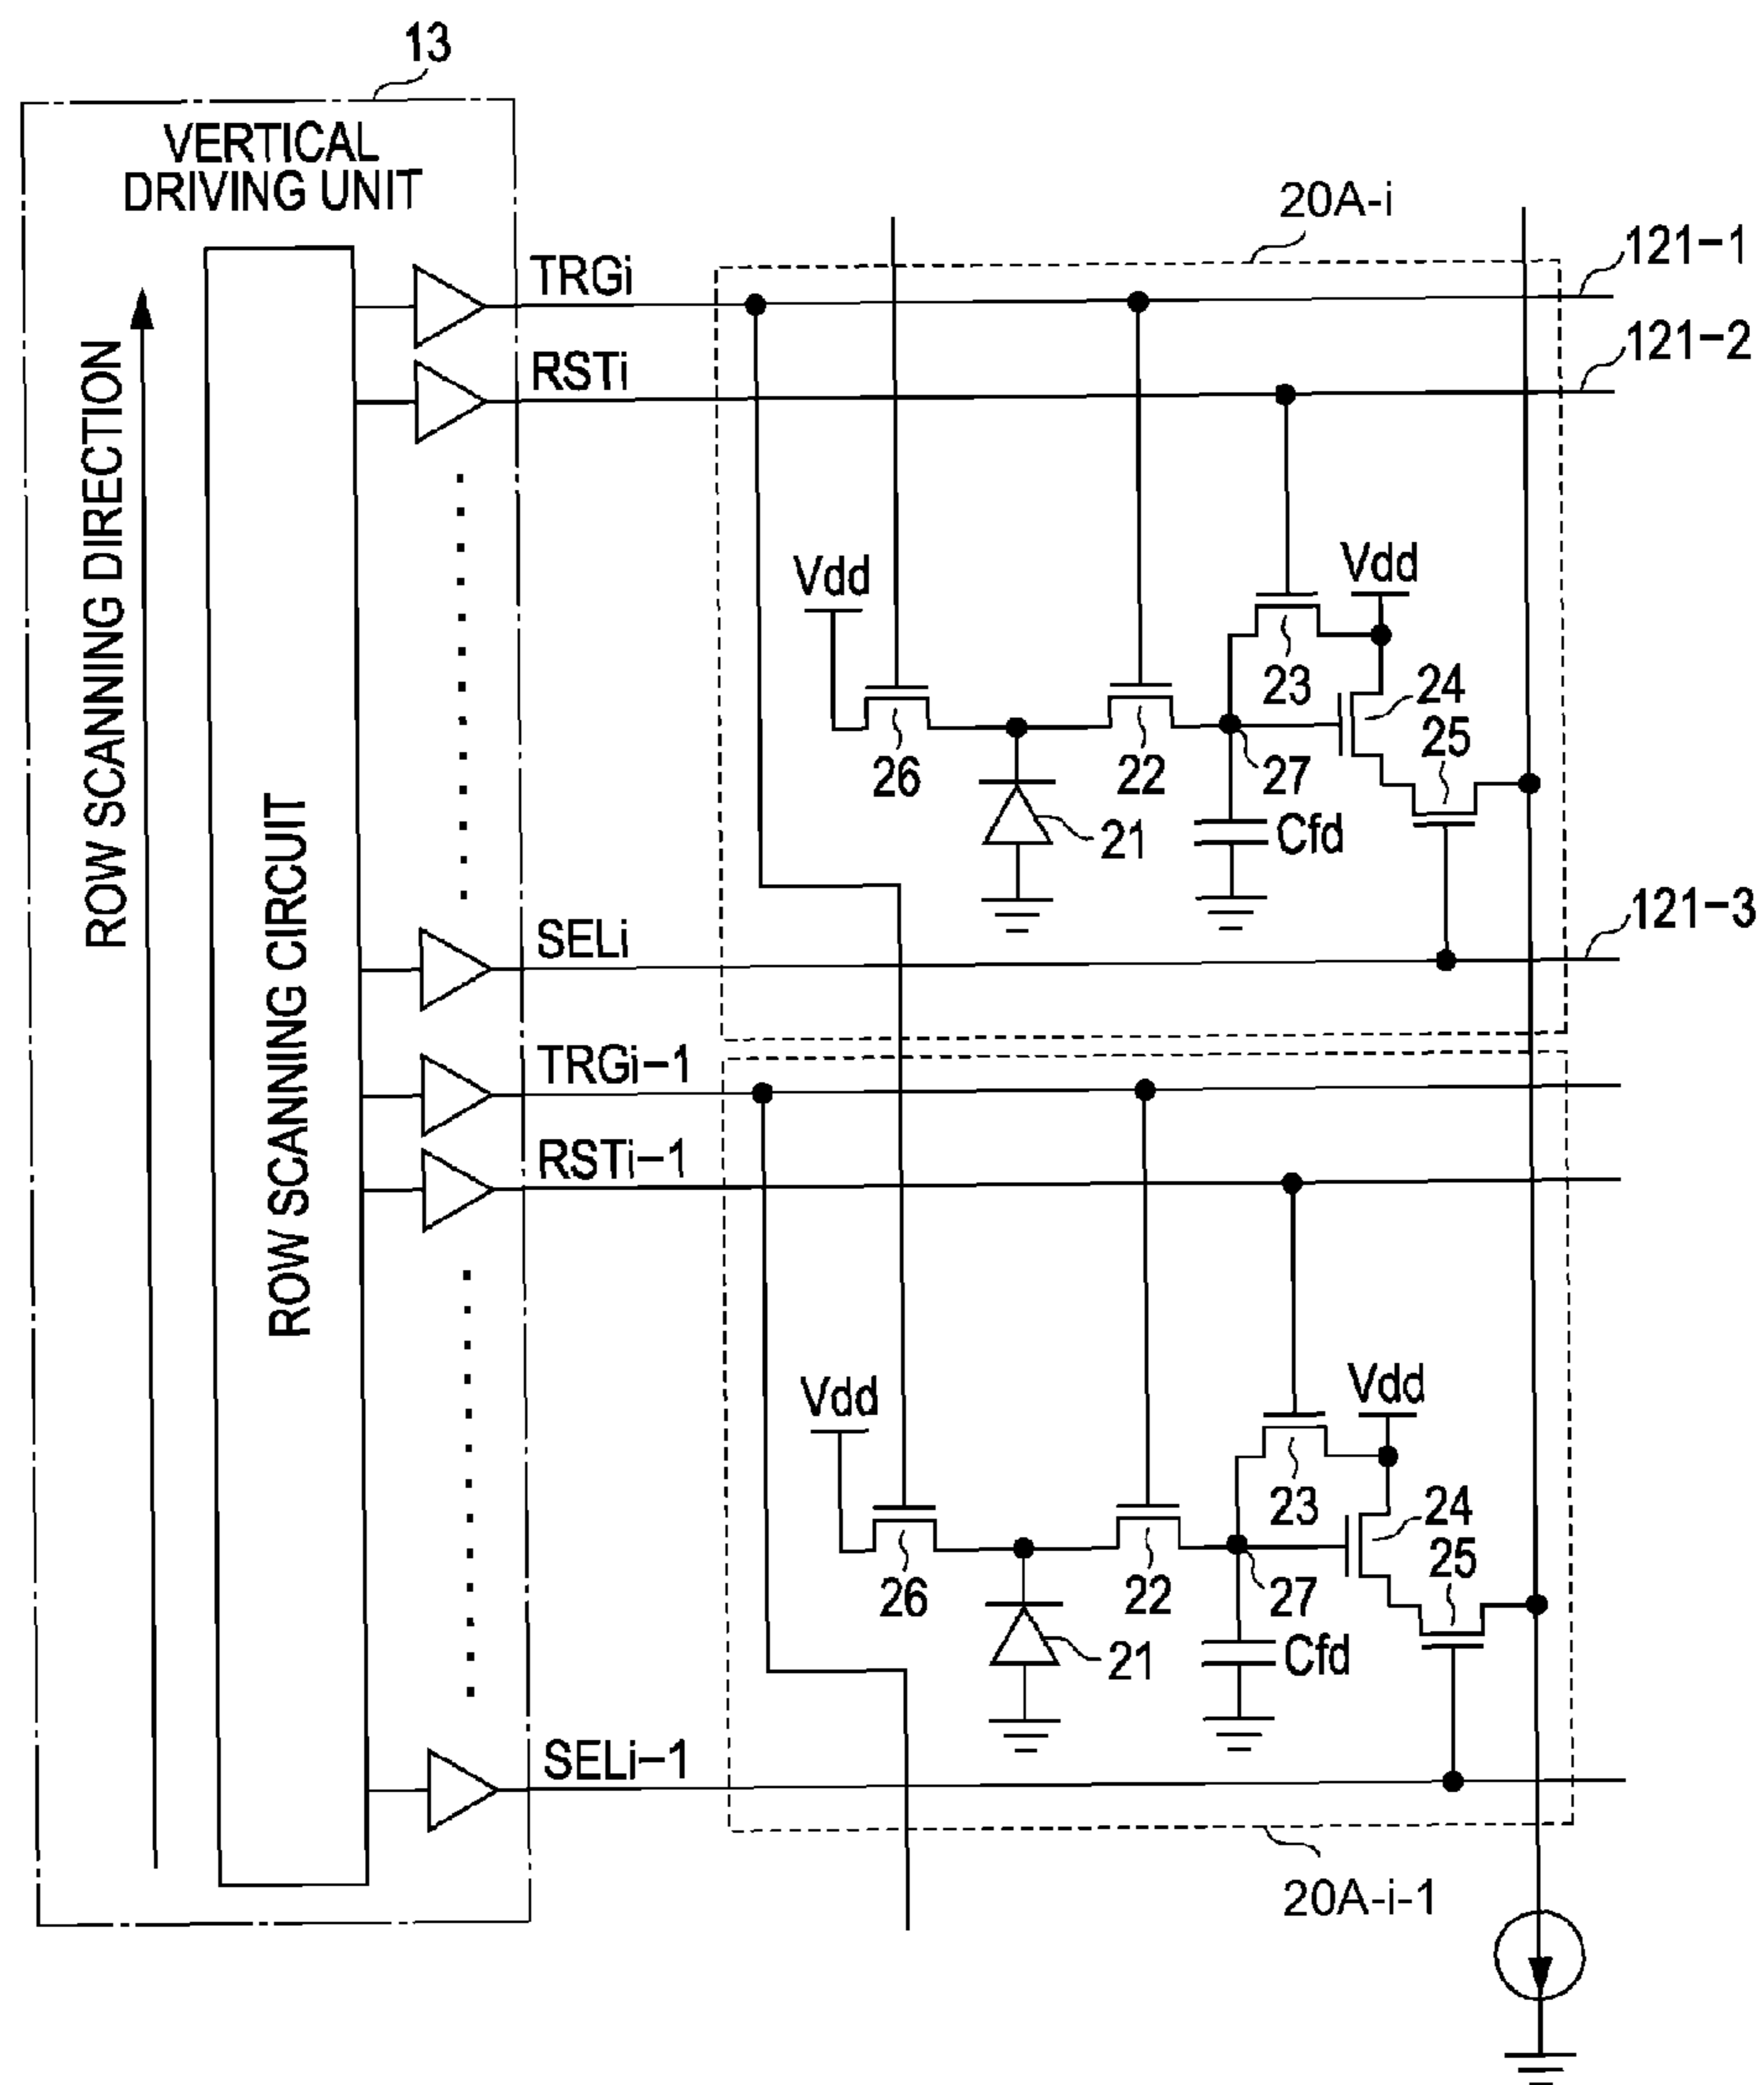 13
VERTICAL
DRIVING UNIT
ROW SCANNING DIRECTION
ROW SCANNING CIRCUIT
20A-i
TRGi
121-1
RSTi
121-2
Vdd
Vdd
23
24
25
26
22
27
21
Cfd
SELi
121-3
TRGi-1
RSTi-1
Vdd
Vdd
23
24
25
26
22
27
21
Cfd
SELi-1
20A-i-1